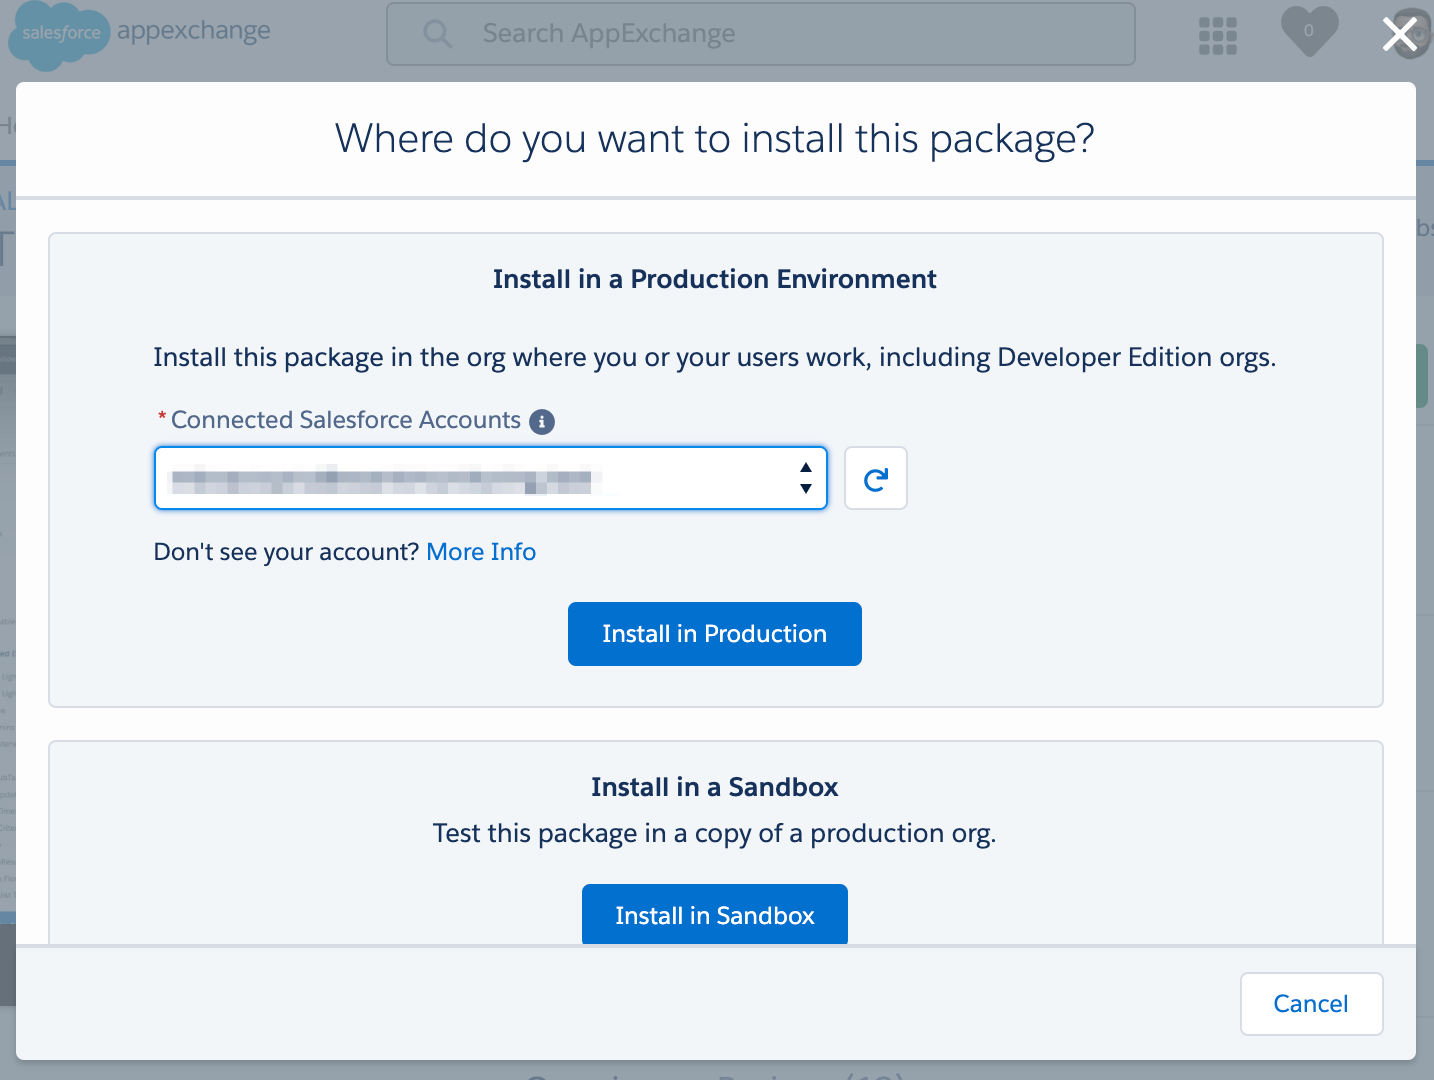 salesforce appexchange
Search AppExchange
0
Where do you want to install this package?
Install in a Production Environment
Install this package in the org where you or your users work, including Developer Edition orgs.
* Connected Salesforce Accounts
Don't see your account? More Info
Install in Production
Install in a Sandbox
Test this package in a copy of a production org.
Install in Sandbox
Cancel